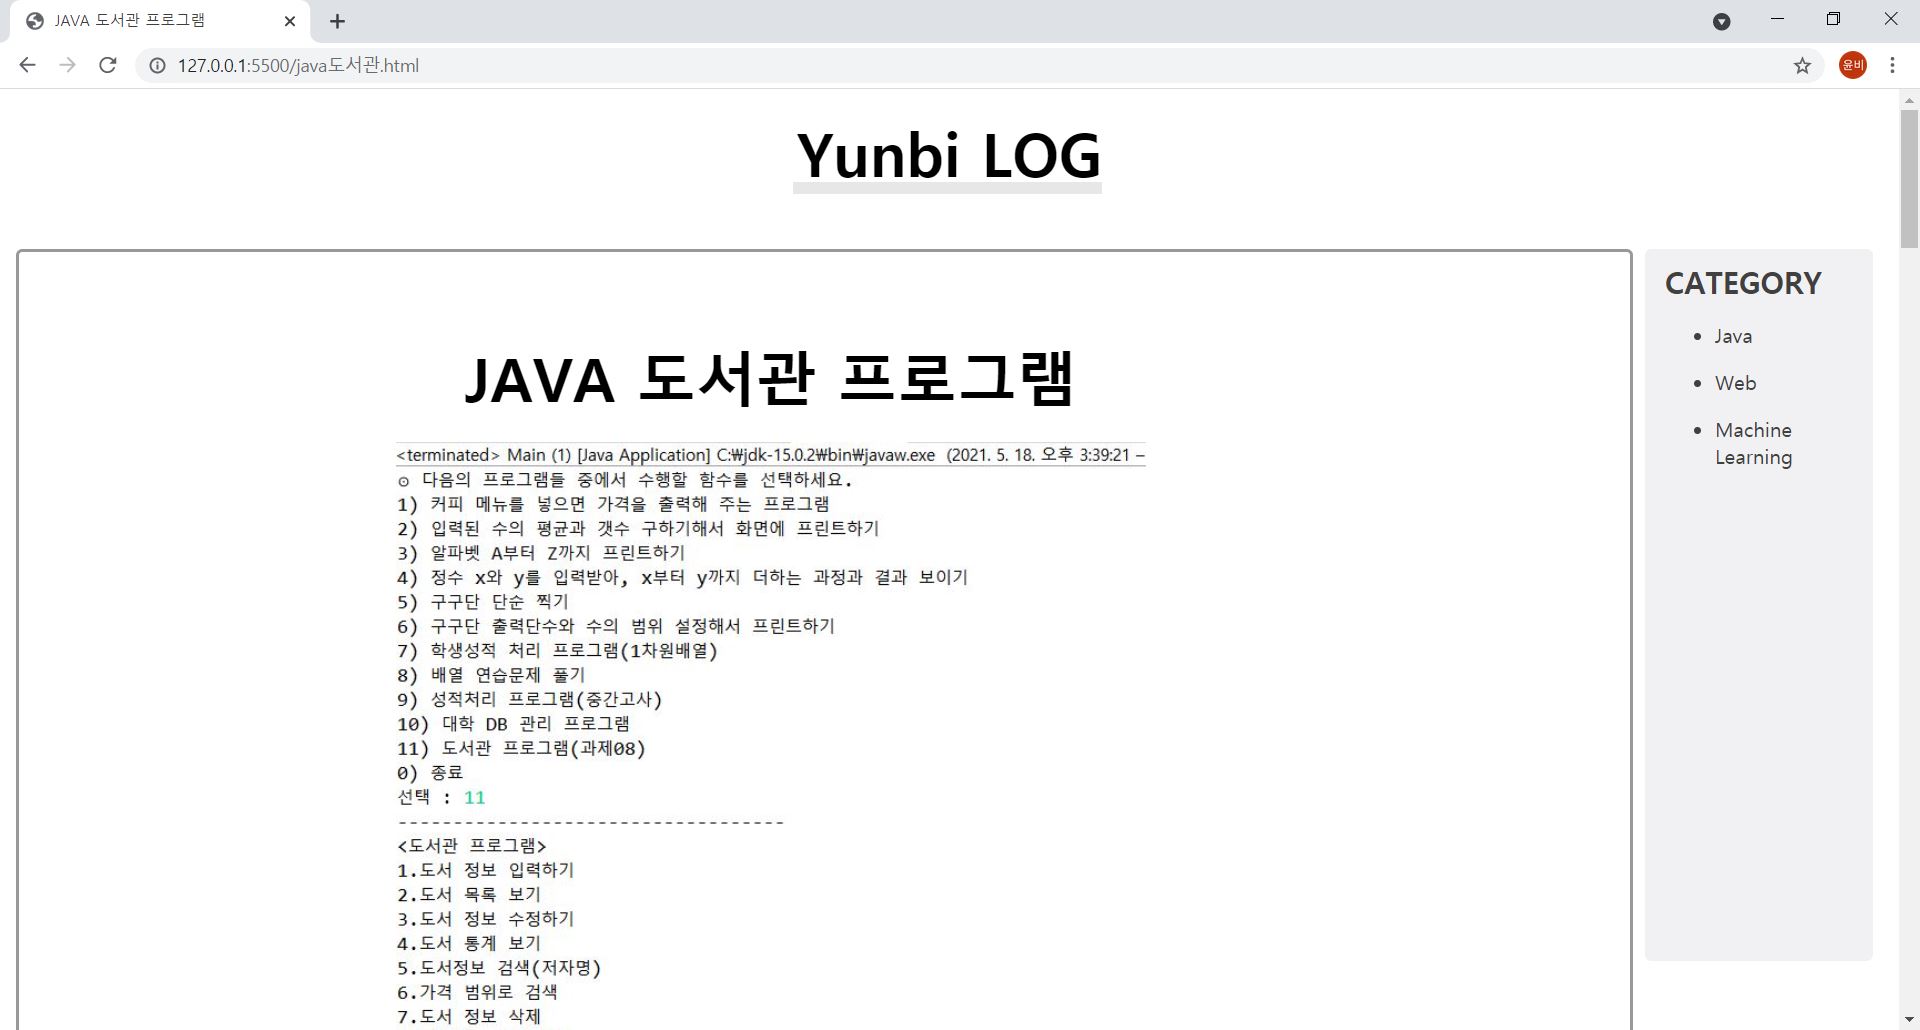 JAVA 도서관 프로그램
127.0.0.1:5500/java도서관.html
윤비
Yunbi LOG
JAVA 도서관 프로그램
<terminated> Main (1) [Java Application] C:₩jdk-15.0.2₩bin₩javaw.exe (2021. 5. 18. 오후 3:39:21 –
⊙ 다음의 프로그램들 중에서 수행할 함수를 선택하세요.
1) 커피 메뉴를 넣으면 가격을 출력해 주는 프로그램
2) 입력된 수의 평균과 갯수 구하기해서 화면에 프린트하기
3) 알파벳 A부터 Z까지 프린트하기
4) 정수 x와 y를 입력받아, x부터 y까지 더하는 과정과 결과 보이기
5) 구구단 단순 찍기
6) 구구단 출력단수와 수의 범위 설정해서 프린트하기
7) 학생성적 처리 프로그램(1차원배열)
8) 배열 연습문제 풀기
9) 성적처리 프로그램(중간고사)
10) 대학 DB 관리 프로그램
11) 도서관 프로그램(과제08)
0) 종료
선택 : 11
-----------------------------------
<도서관 프로그램>
1.도서 정보 입력하기
2.도서 목록 보기
3.도서 정보 수정하기
4.도서 통계 보기
5.도서정보 검색(저자명)
6.가격 범위로 검색
7.도서 정보 삭제
CATEGORY
• Java
• Web
• Machine
Learning